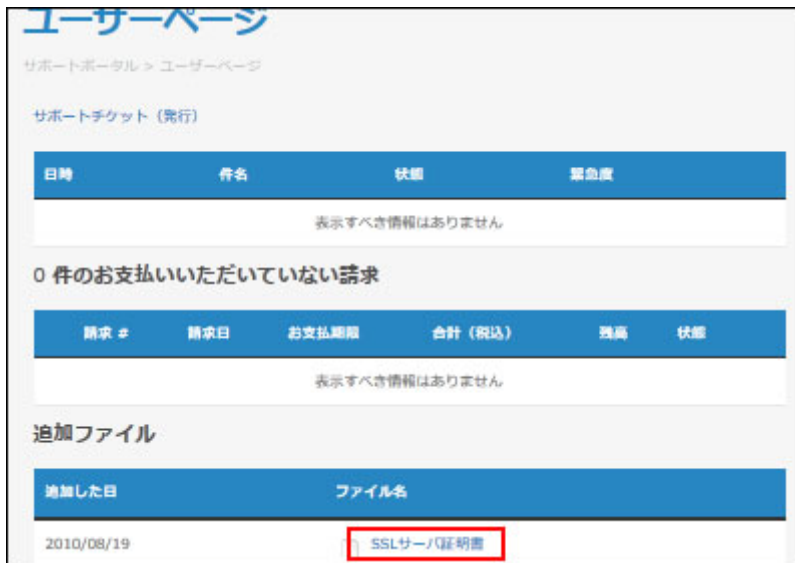 ユーザーページ
サポートポータル > ユーザーページ
サポートチケット（発行）
日時 件名 状態 緊急度
表示すべき情報はありません
0 件のお支払いいただいていない請求
請求 # 請求日 お支払期限 合計（税込） 残高 状態
表示すべき情報はありません
追加ファイル
追加した日 ファイル名
2010/08/19 SSLサーバ証明書